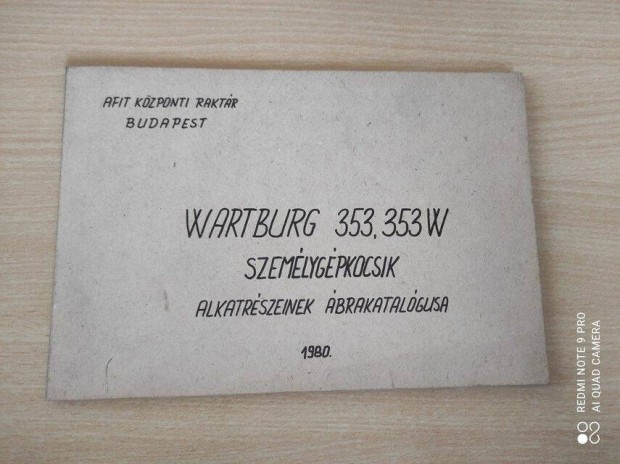 AFIT KÖZPONTI RAKTÁR
BUDAPEST
WARTBURG 353, 353W
SZEMÉLYGÉPKOCSIK
ALKATRÉSZEINEK ÁBRAKATALÓGUSA
1980.
REDMI NOTE 9 PRO
AI QUAD CAMERA